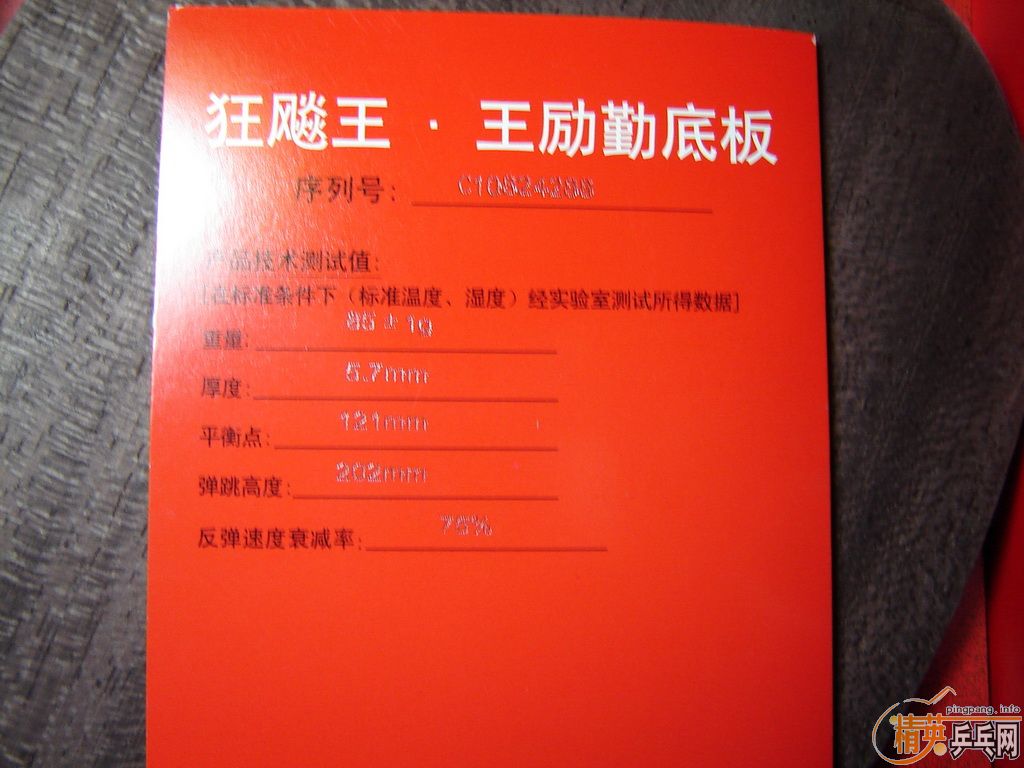 狂飚王 · 王励勤底板
序列号:
产品技术测试值:
[在标准条件下（标准温度、湿度）经实验室测试所得数据]
重量: 85±1g
厚度: 5.7mm
平衡点: 121mm
弹跳高度: 202mm
反弹速度衰减率: 75%
pingpang.info
精英乒乓网